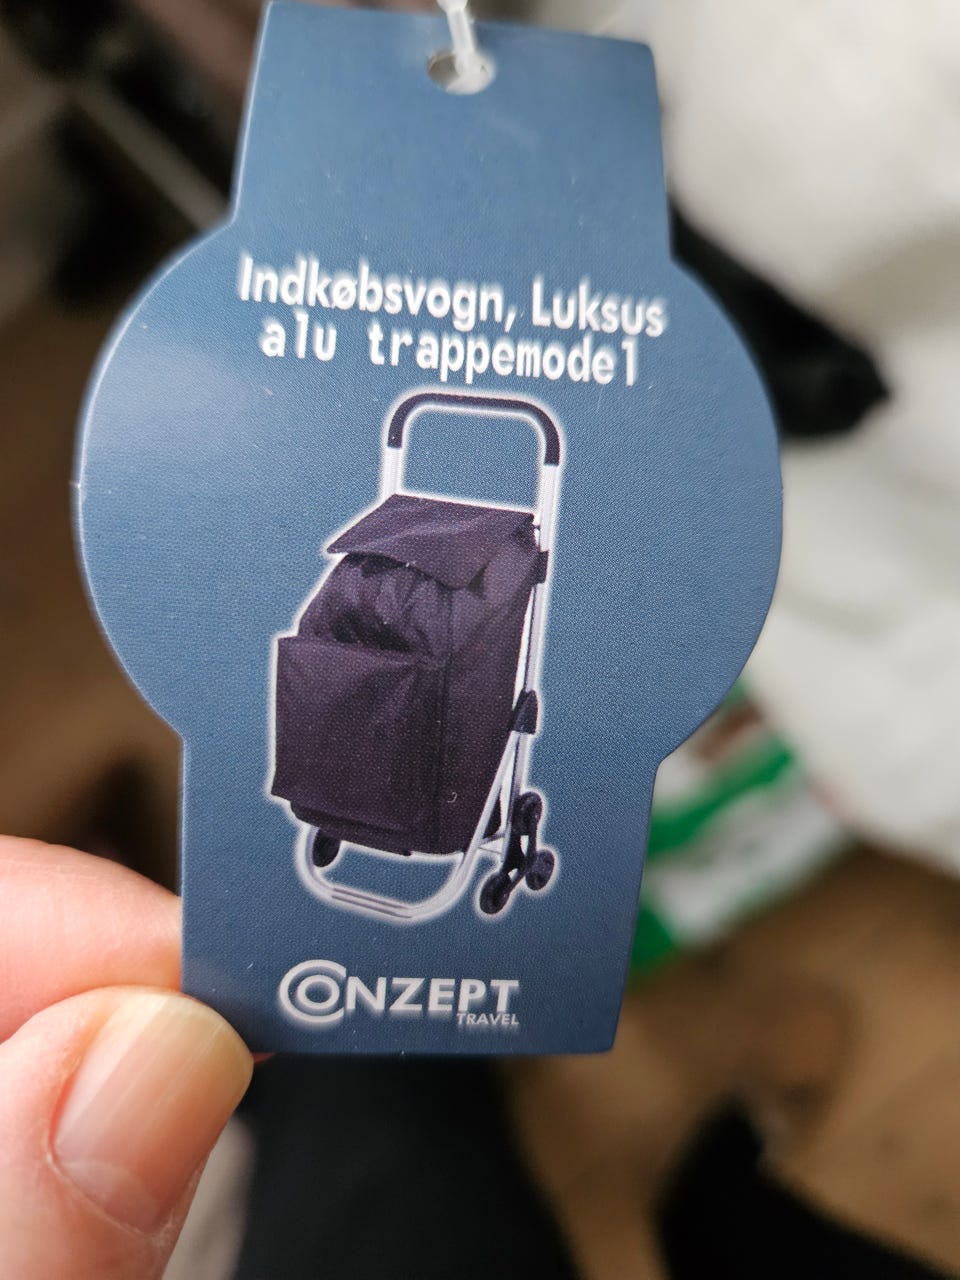 Indkøbsvogn, Luksus
alu trappemodel
CONZEPT
TRAVEL